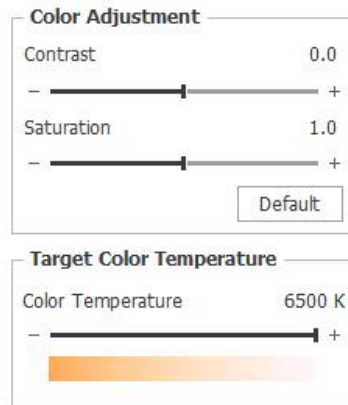 Color Adjustment
Contrast 0.0
− +
Saturation 1.0
− +
Default
Target Color Temperature
Color Temperature 6500 K
− +